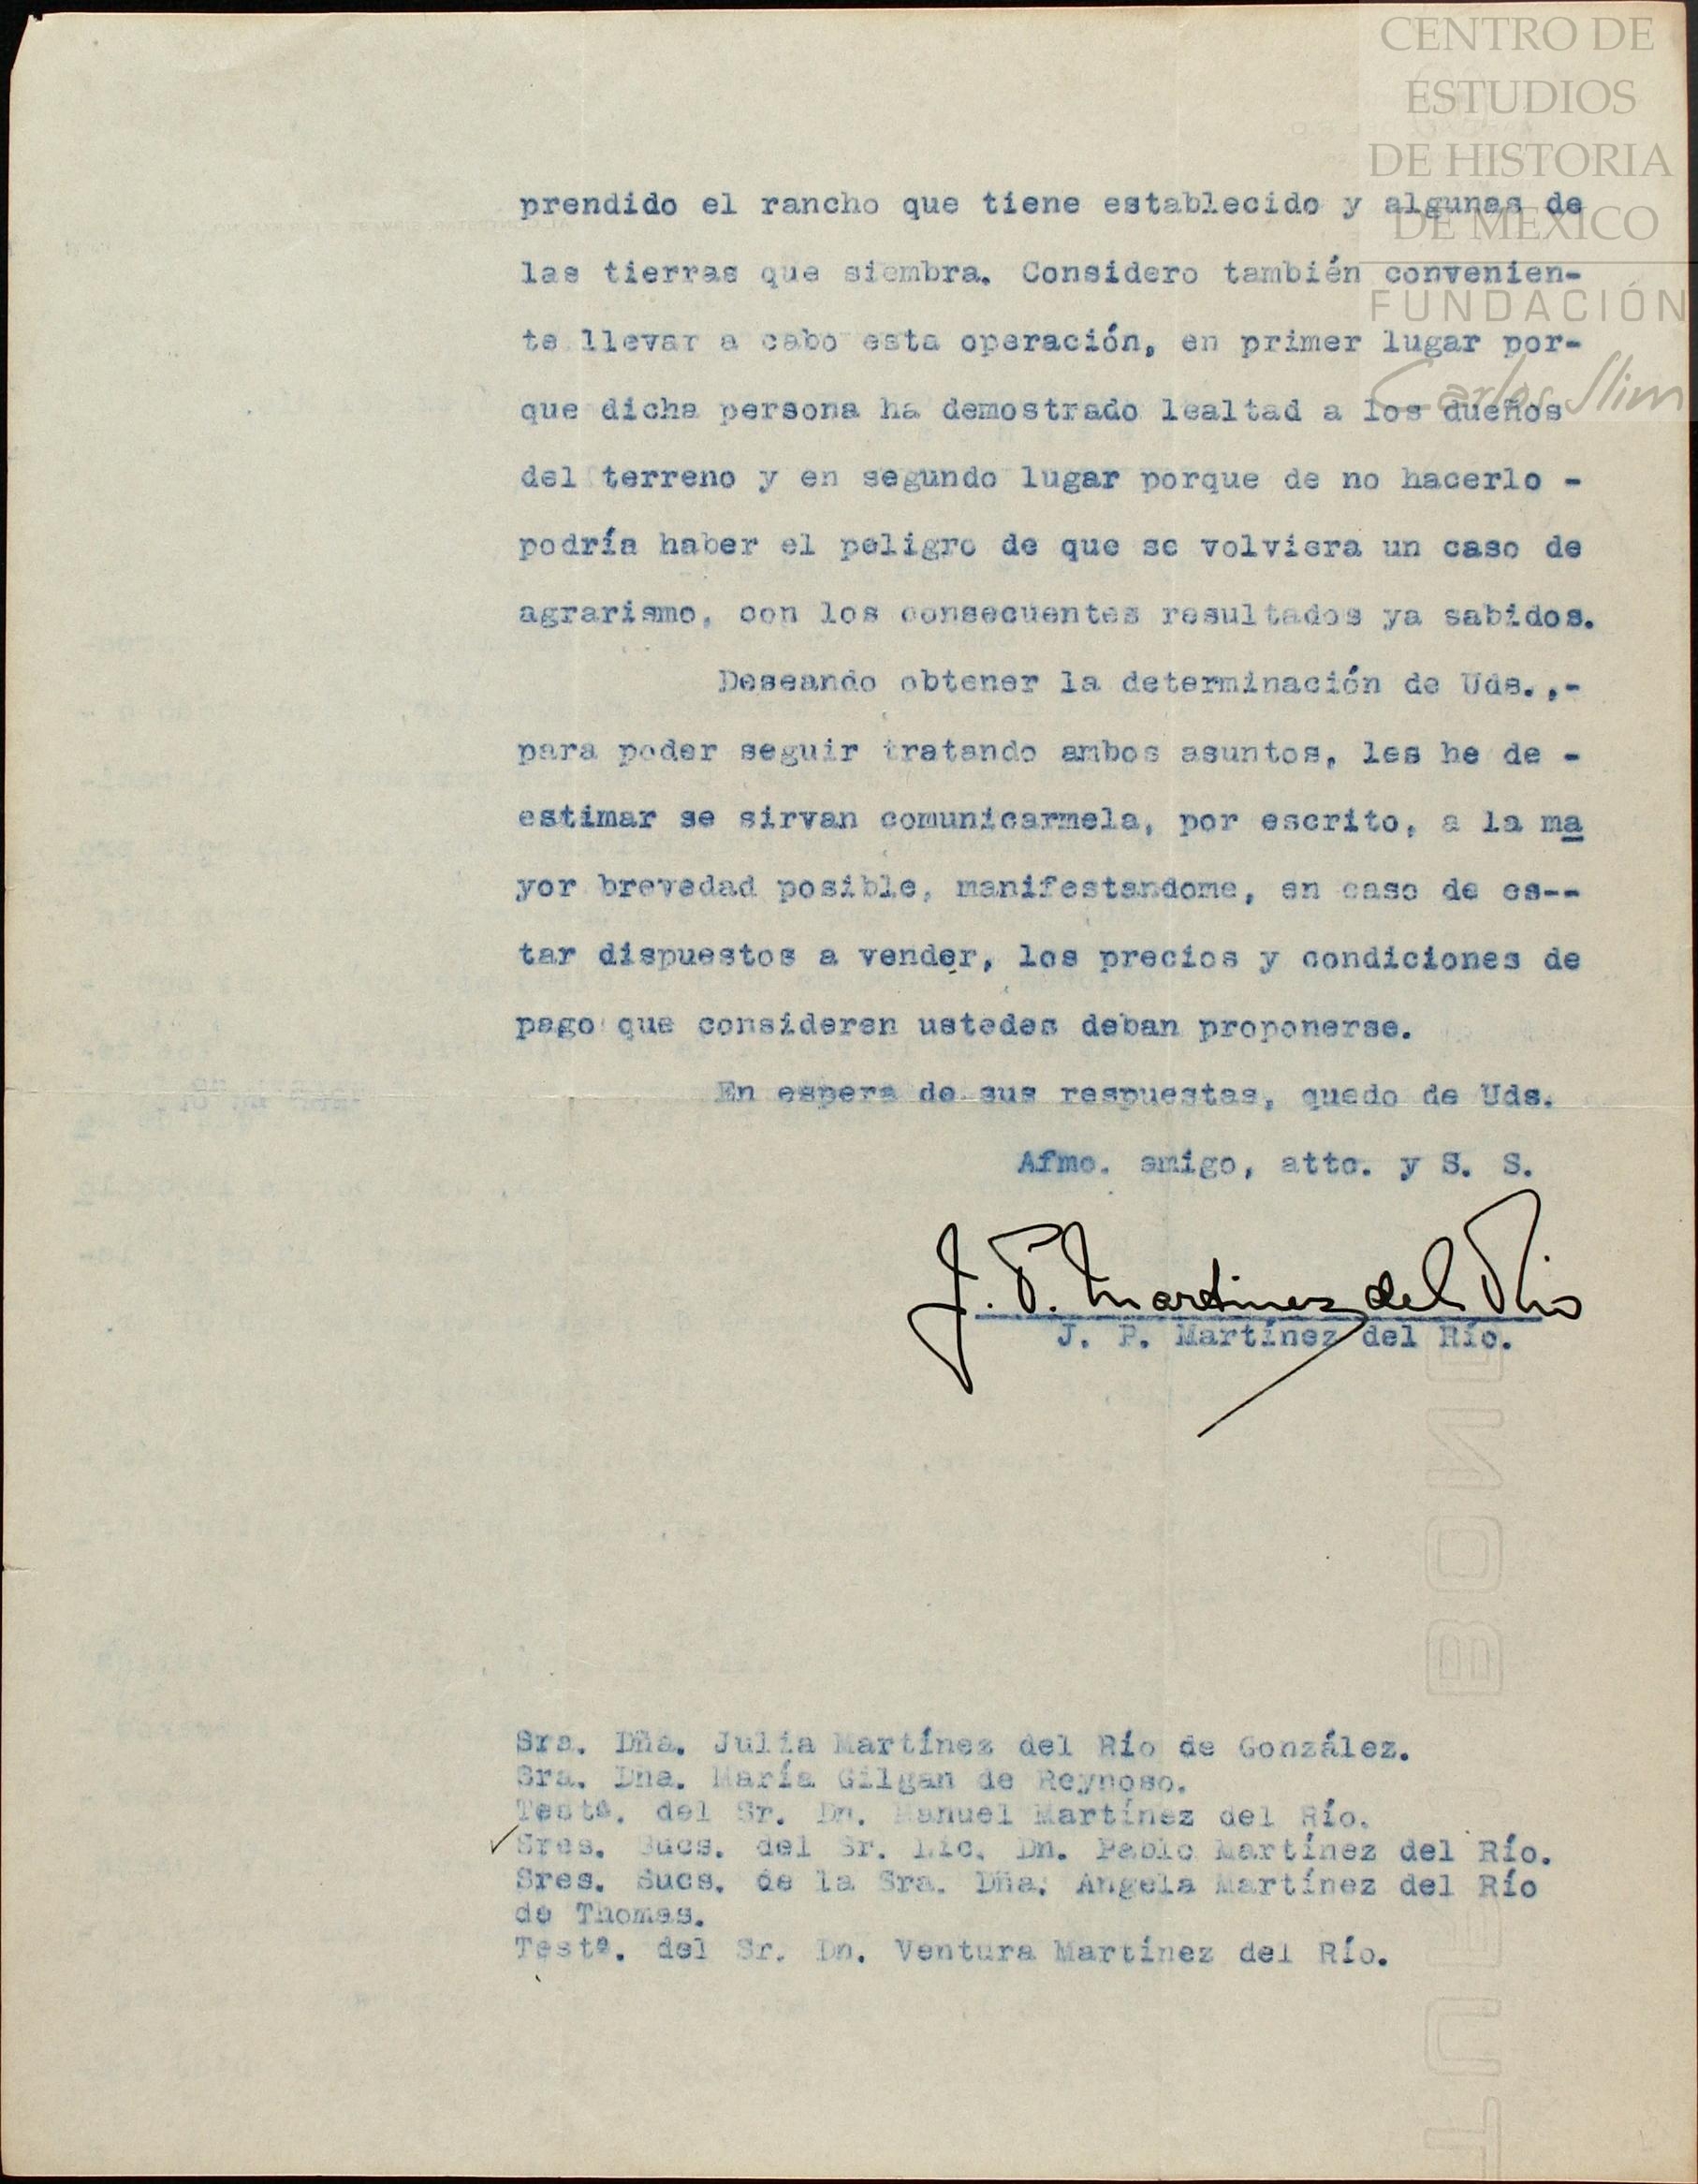 CENTRO DE
ESTUDIOS
DE HISTORIA
DE MEXICO
FUNDACIÓN
Carlos Slim
prendido el rancho que tiene establecido y algunas de
las tierras que siembra. Considero también convenien-
te llevar a cabo esta operación, en primer lugar por-
que dicha persona ha demostrado lealtad a los dueños
del terreno y en segundo lugar porque de no hacerlo -
podría haber el peligro de que se volviera un caso de
agrarismo, con los consecuentes resultados ya sabidos.
Deseando obtener la determinación de Uds.,-
para poder seguir tratando ambos asuntos, les he de -
estimar se sirvan comunicarmela, por escrito, a la ma
yor brevedad posible, manifestandome, en caso de es--
tar dispuestos a vender, los precios y condiciones de
pago que consideren ustedes deban proponerse.
En espera de sus respuestas, quedo de Uds.
Afmo. amigo, atto. y S. S.
J. P. Martinez del Rio
J. P. Martínez del Río.
Sra. Dña. Julia Martínez del Río de González.
Sra. Dna. María Gilgan de Reynoso.
Testª. del Sr. Dn. Manuel Martínez del Río.
Sres. Sucs. del Sr. Lic. Dn. Pablo Martínez del Río.
Sres. Sucs. de la Sra. Dña. Angela Martínez del Río
de Thomas.
Testª. del Sr. Dn. Ventura Martínez del Río.